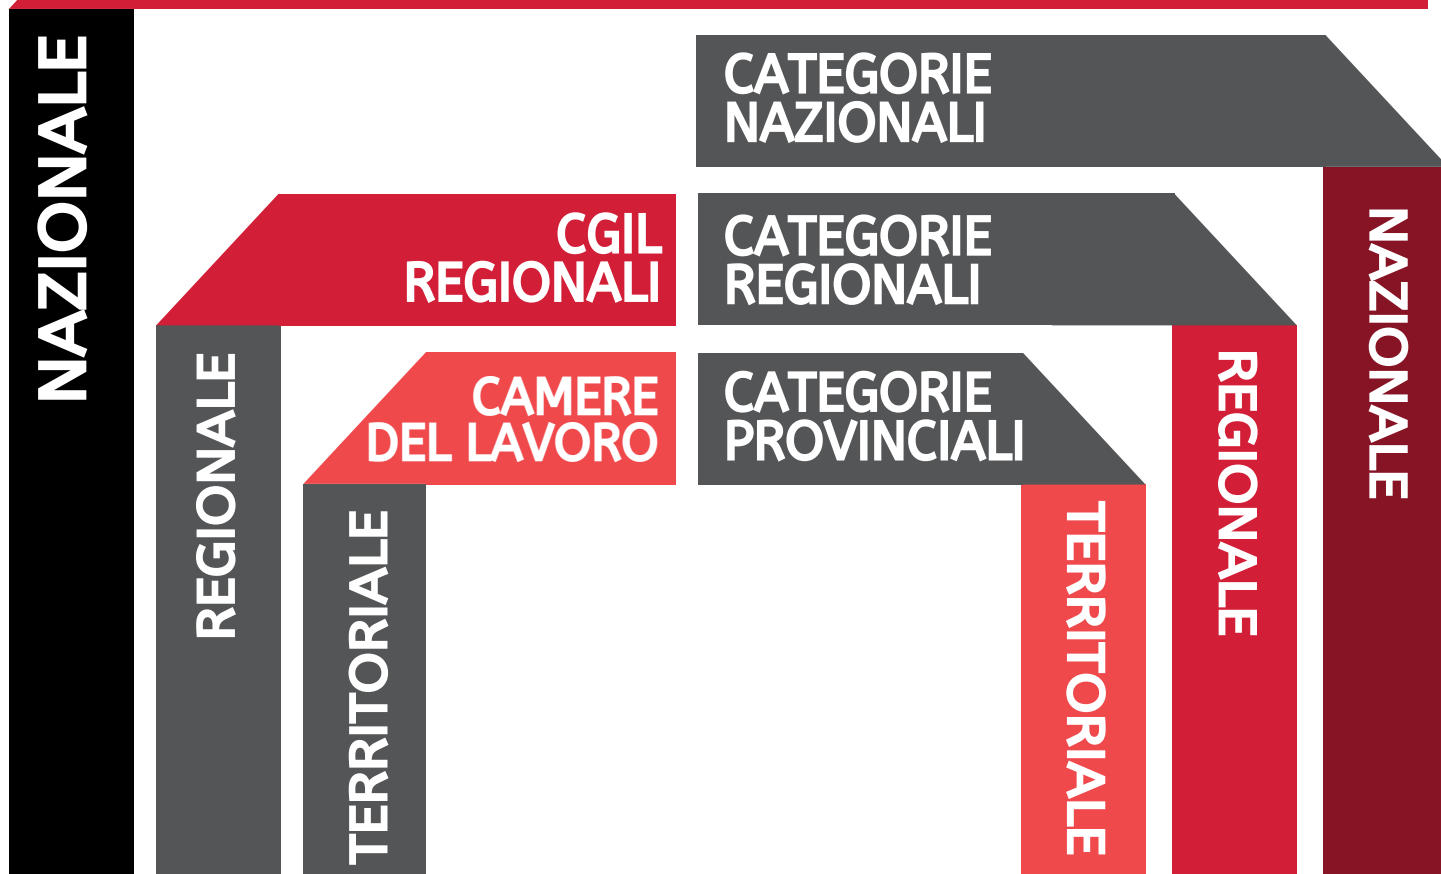 NAZIONALE
CATEGORIE
NAZIONALI
NAZIONALE
CGIL
REGIONALI
CATEGORIE
REGIONALI
REGIONALE
REGIONALE
CAMERE
DEL LAVORO
CATEGORIE
PROVINCIALI
TERRITORIALE
TERRITORIALE